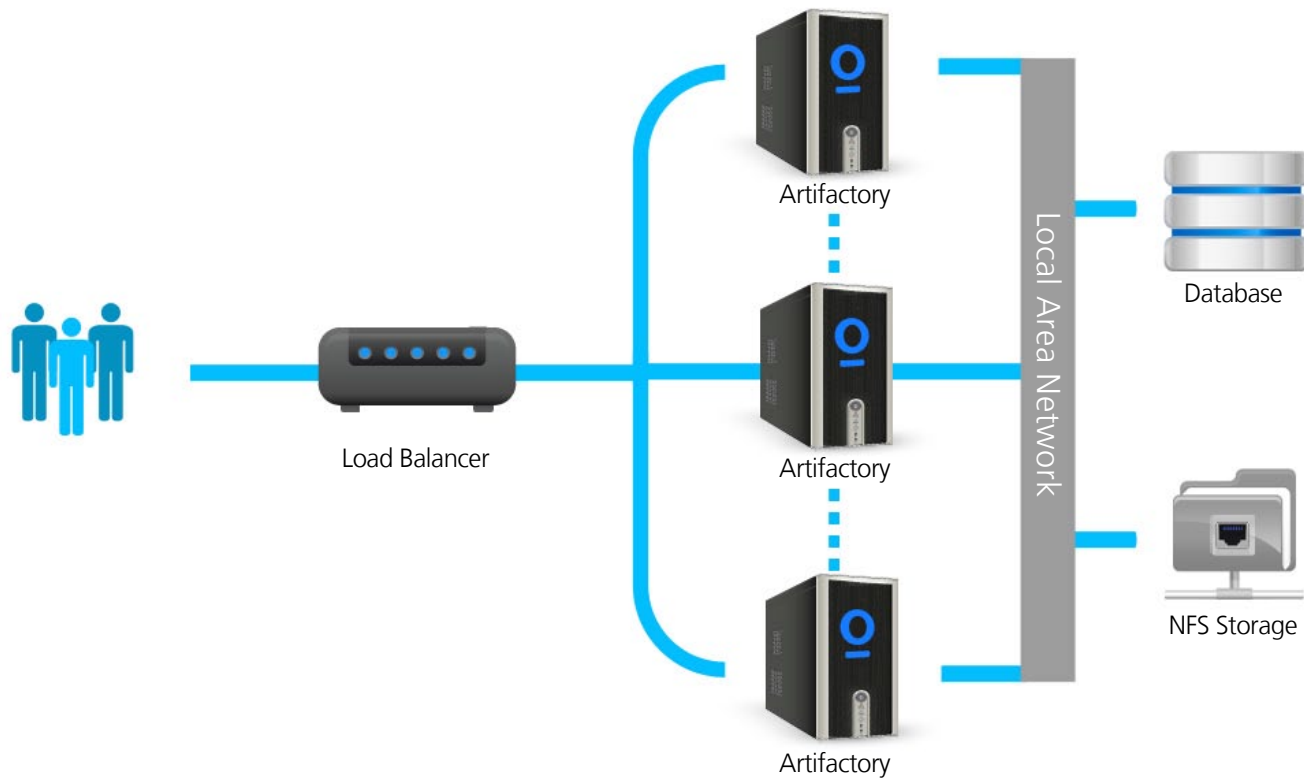 Artifactory
Load Balancer
Artifactory
Artifactory
Local Area Network
Database
NFS Storage